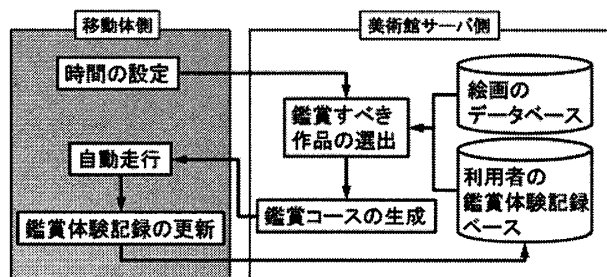 移動体側
美術館サーバ側
時間の設定
鑑賞すべき
作品の選出
絵画の
データベース
自動走行
利用者の
鑑賞体験記録
ベース
鑑賞体験記録の更新
鑑賞コースの生成